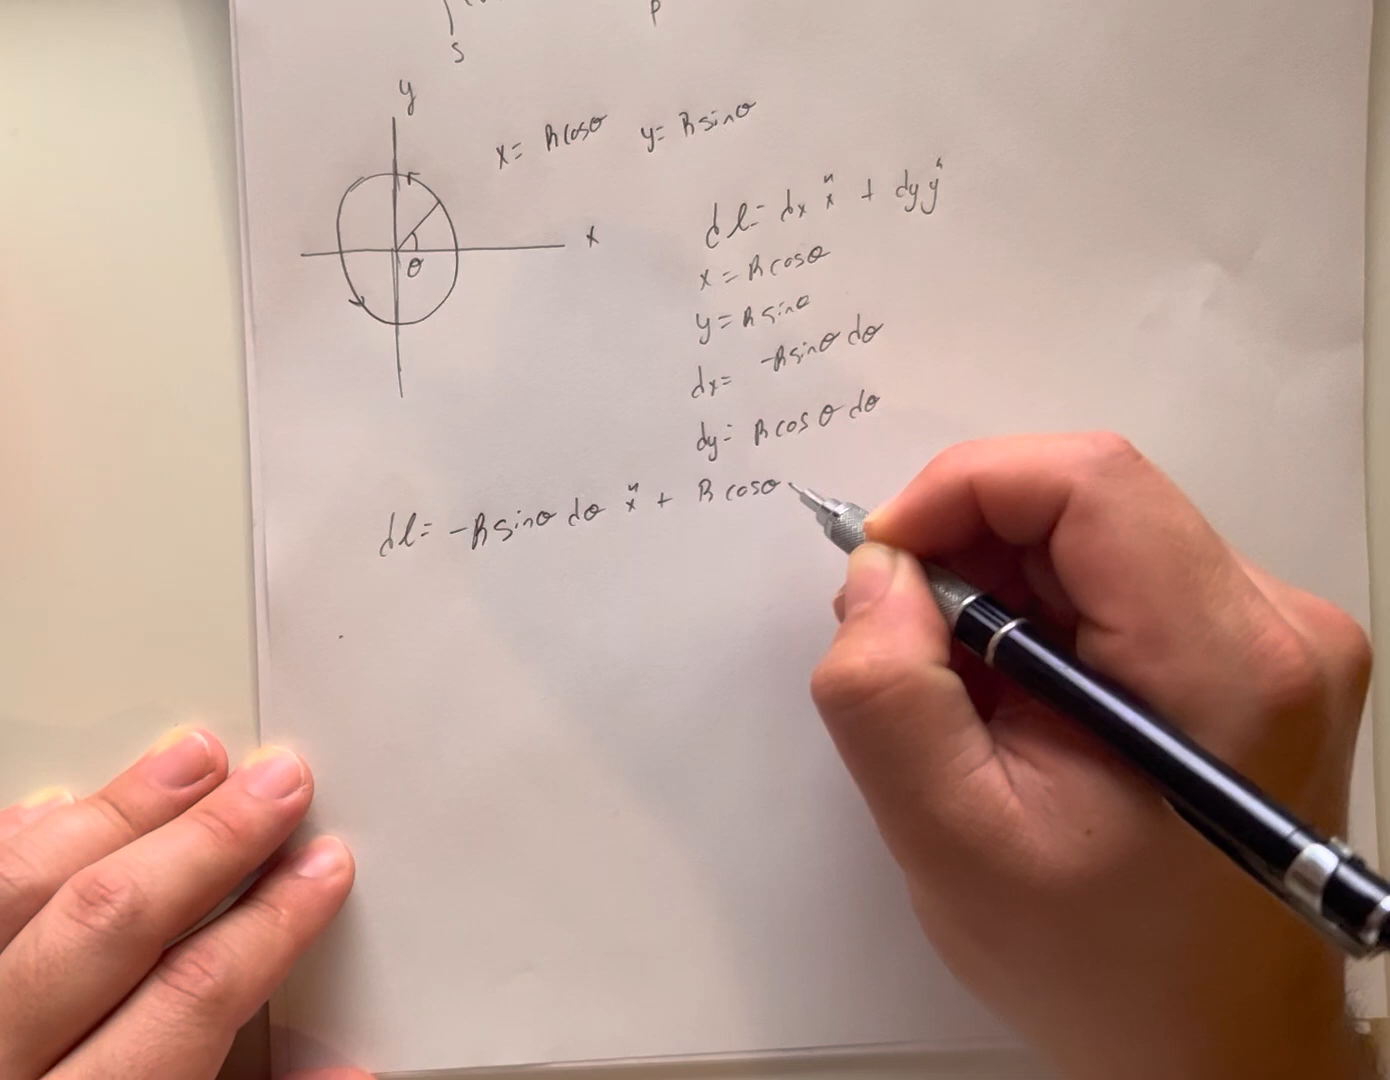 s
p
y
x = Rcosθ y = Rsinθ
x
θ
dl = dx x̂ + dy ŷ
x = Rcosθ
y = Rsinθ
dx = -Rsinθ dθ
dy = Rcosθ dθ
dl = -Rsinθ dθ x̂ + Rcosθ